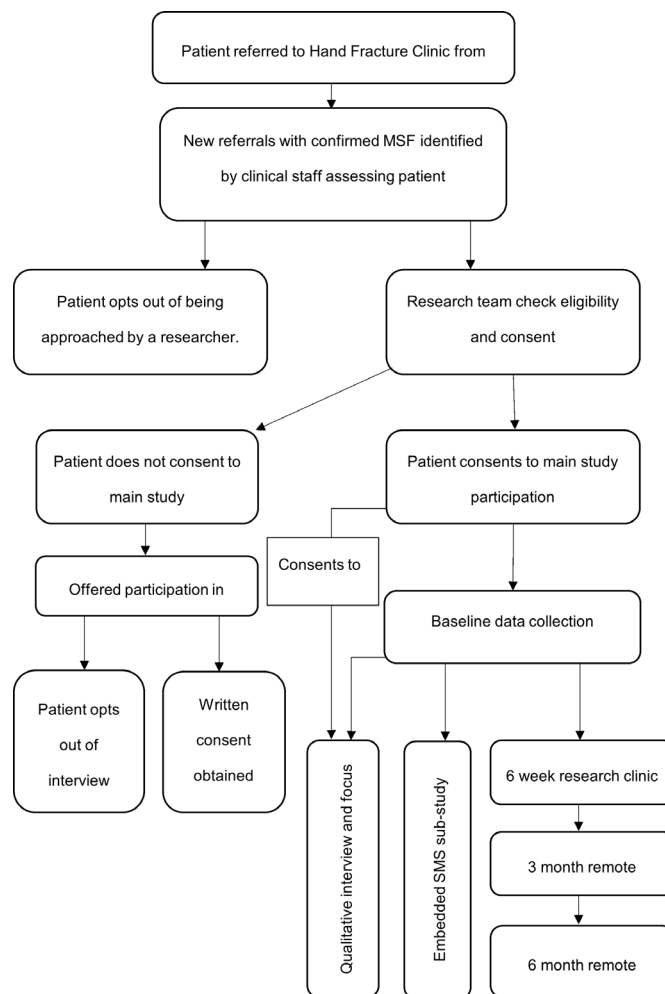 Patient referred to Hand Fracture Clinic from
New referrals with confirmed MSF identified
by clinical staff assessing patient
Patient opts out of being
approached by a researcher.
Research team check eligibility
and consent
Patient does not consent to
main study
Patient consents to main study
participation
Consents to
Offered participation in
Baseline data collection
Patient opts
out of
interview
Written
consent
obtained
Qualitative interview and focus
Embedded SMS sub-study
6 week research clinic
3 month remote
6 month remote